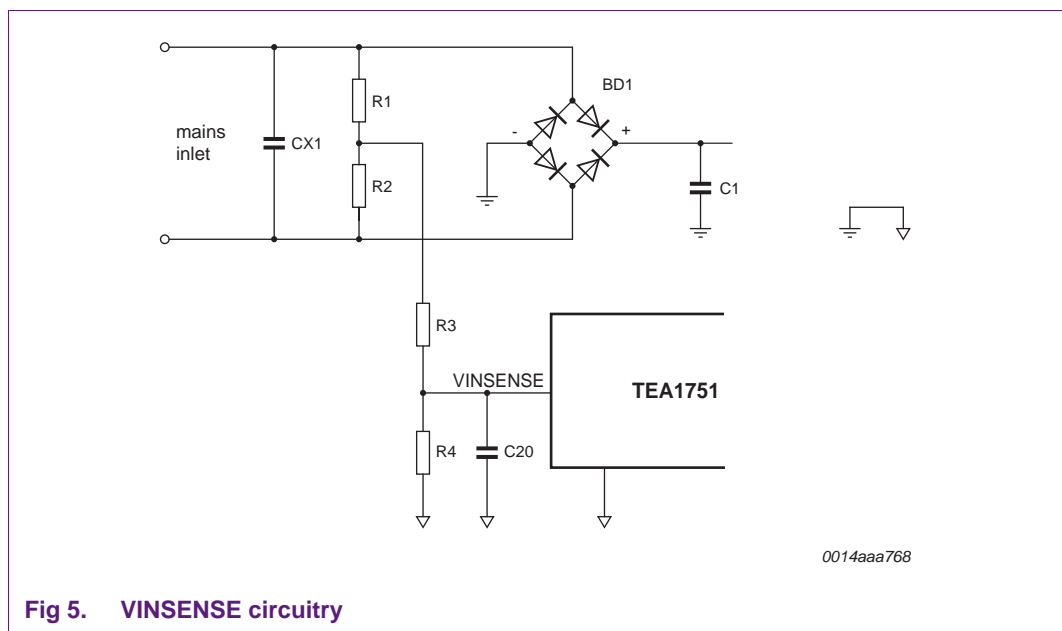 BD1
R1
mains
inlet
CX1
-
+
R2
C1
R3
VINSENSE
TEA1751
R4
C20
0014aaa768
Fig 5. VINSENSE circuitry